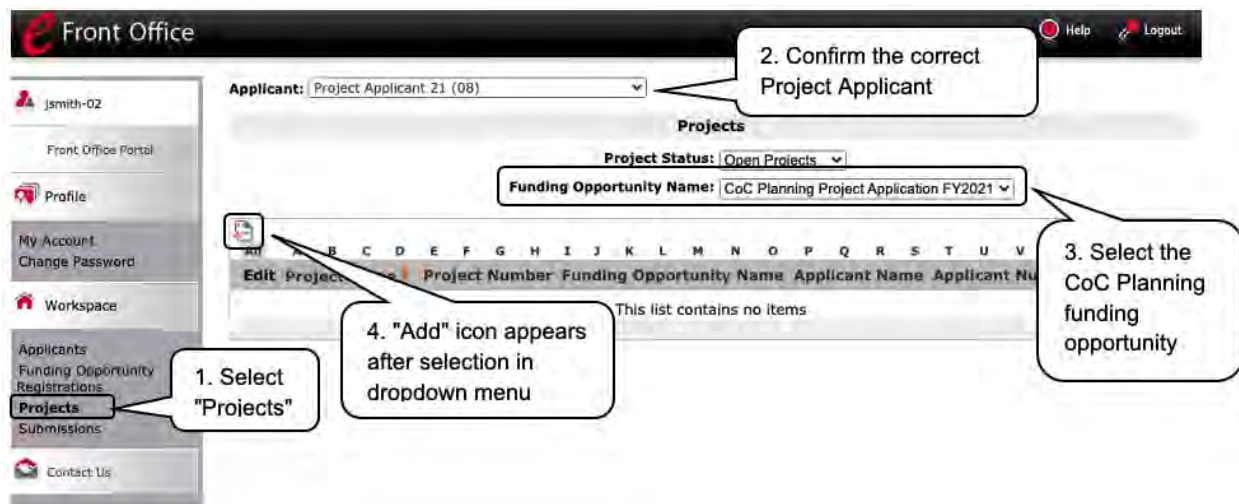 e Front Office
Help
Logout
2. Confirm the correct
Project Applicant
jsmith-02
Front Office Portal
Profile
My Account
Change Password
Workspace
Applicants
Funding Opportunity
Registrations
Projects
Submissions
Contact Us
Applicant: Project Applicant 21 (08)
Projects
Project Status: Open Projects
Funding Opportunity Name: CoC Planning Project Application FY2021
All A B C D E F G H I J K L M N O P Q R S T U V
Edit Project Project Number Funding Opportunity Name Applicant Name Applicant Nu
This list contains no items
3. Select the
CoC Planning
funding
opportunity
4. "Add" icon appears
after selection in
dropdown menu
1. Select
"Projects"